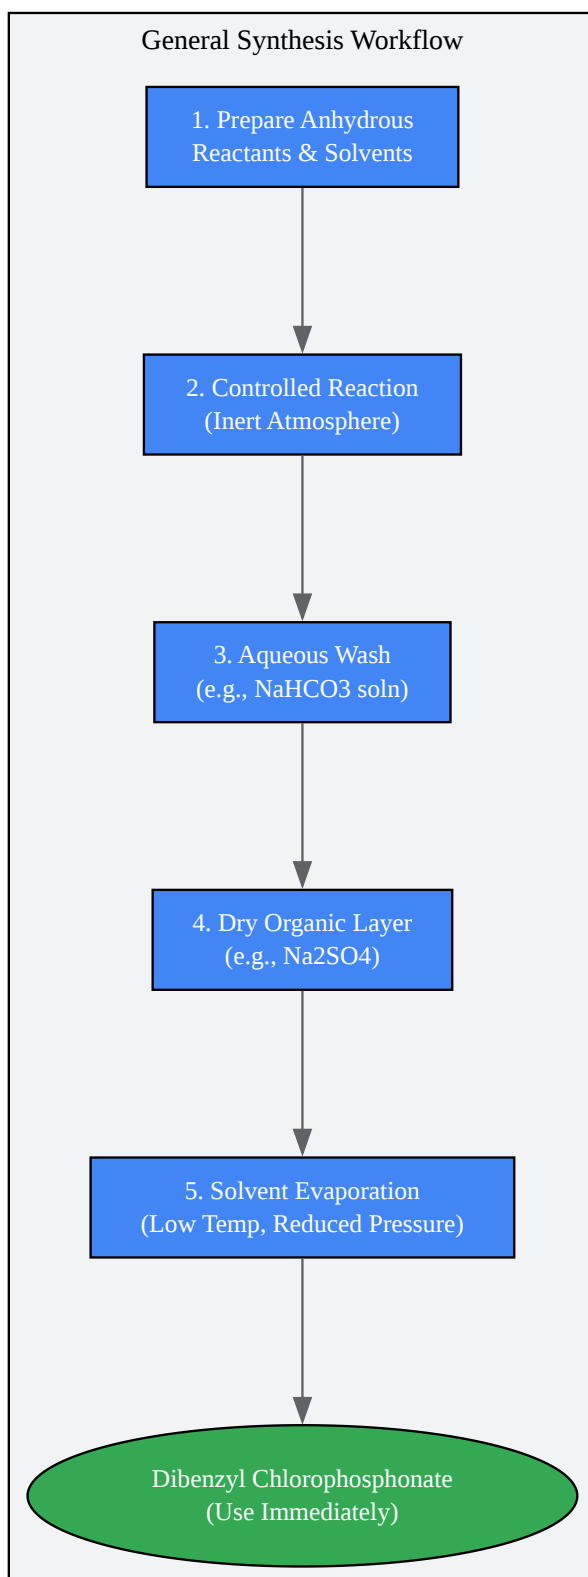 General Synthesis Workflow
1. Prepare Anhydrous
Reactants & Solvents
2. Controlled Reaction
(Inert Atmosphere)
3. Aqueous Wash
(e.g., NaHCO3 soln)
4. Dry Organic Layer
(e.g., Na2SO4)
5. Solvent Evaporation
(Low Temp, Reduced Pressure)
Dibenzyl Chlorophosphonate
(Use Immediately)